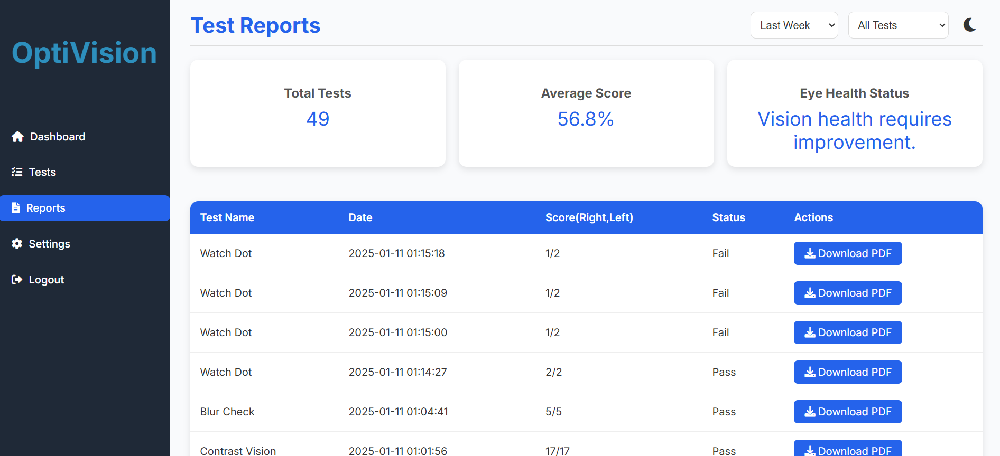 OptiVision
Dashboard
Tests
Reports
Settings
Logout
Test Reports
Last Week
All Tests
Total Tests
49
Average Score
56.8%
Eye Health Status
Vision health requires
improvement.
Test Name Date Score(Right,Left) Status Actions
Watch Dot 2025-01-11 01:15:18 1/2 Fail Download PDF
Watch Dot 2025-01-11 01:15:09 1/2 Fail Download PDF
Watch Dot 2025-01-11 01:15:00 1/2 Fail Download PDF
Watch Dot 2025-01-11 01:14:27 2/2 Pass Download PDF
Blur Check 2025-01-11 01:04:41 5/5 Pass Download PDF
Contrast Vision 2025-01-11 01:01:56 17/17 Pass Download PDF